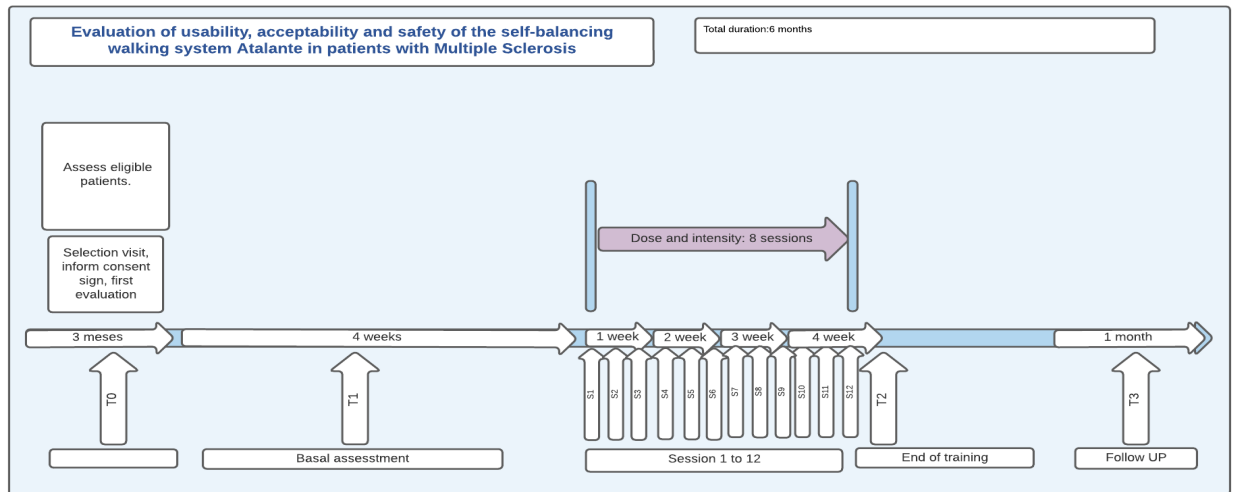 Evaluation of usability, acceptability and safety of the self-balancing
walking system Atalante in patients with Multiple Sclerosis
Total duration:6 months
Assess eligible
patients.
Selection visit,
inform consent
sign, first
evaluation
Dose and intensity: 8 sessions
3 meses
4 weeks
1 week
2 week
3 week
4 week
1 month
T0
T1
S1
S2
S3
S4
S5
S6
S7
S8
S9
S10
S11
S12
T2
T3
Basal assesstment
Session 1 to 12
End of training
Follow UP